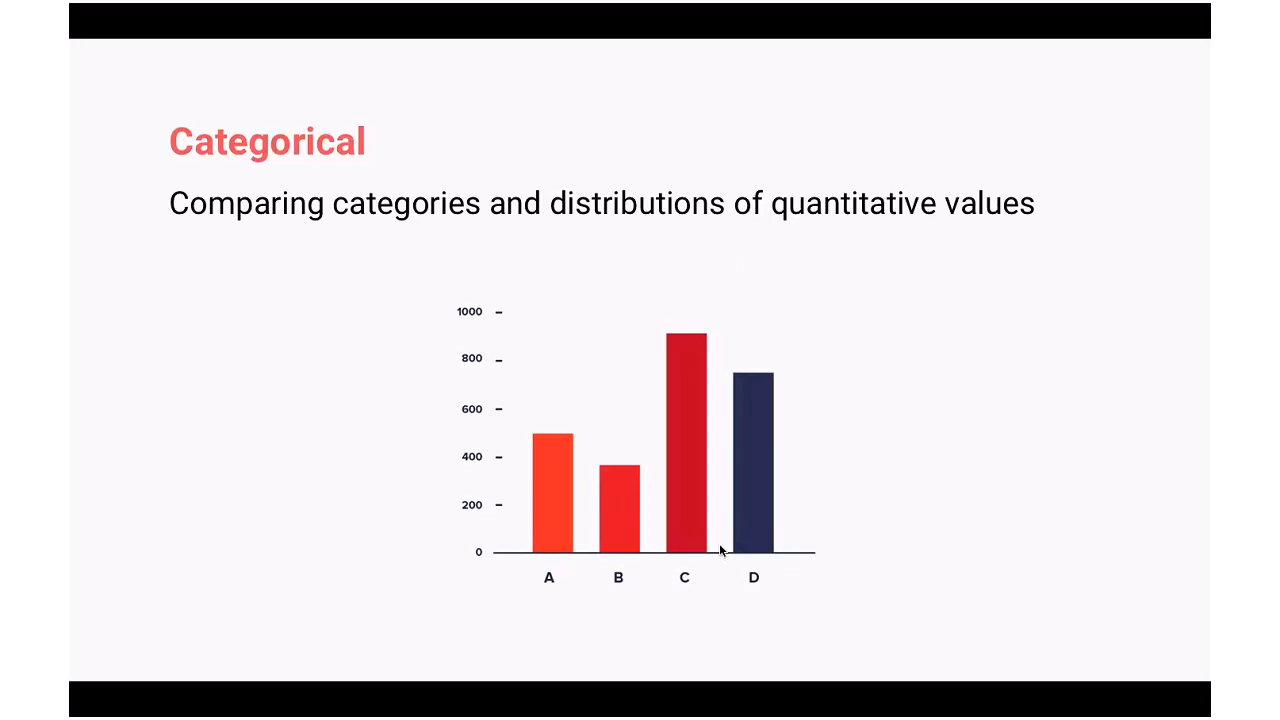 Categorical
Comparing categories and distributions of quantitative values
1000
800
600
400
200
0
A B C D